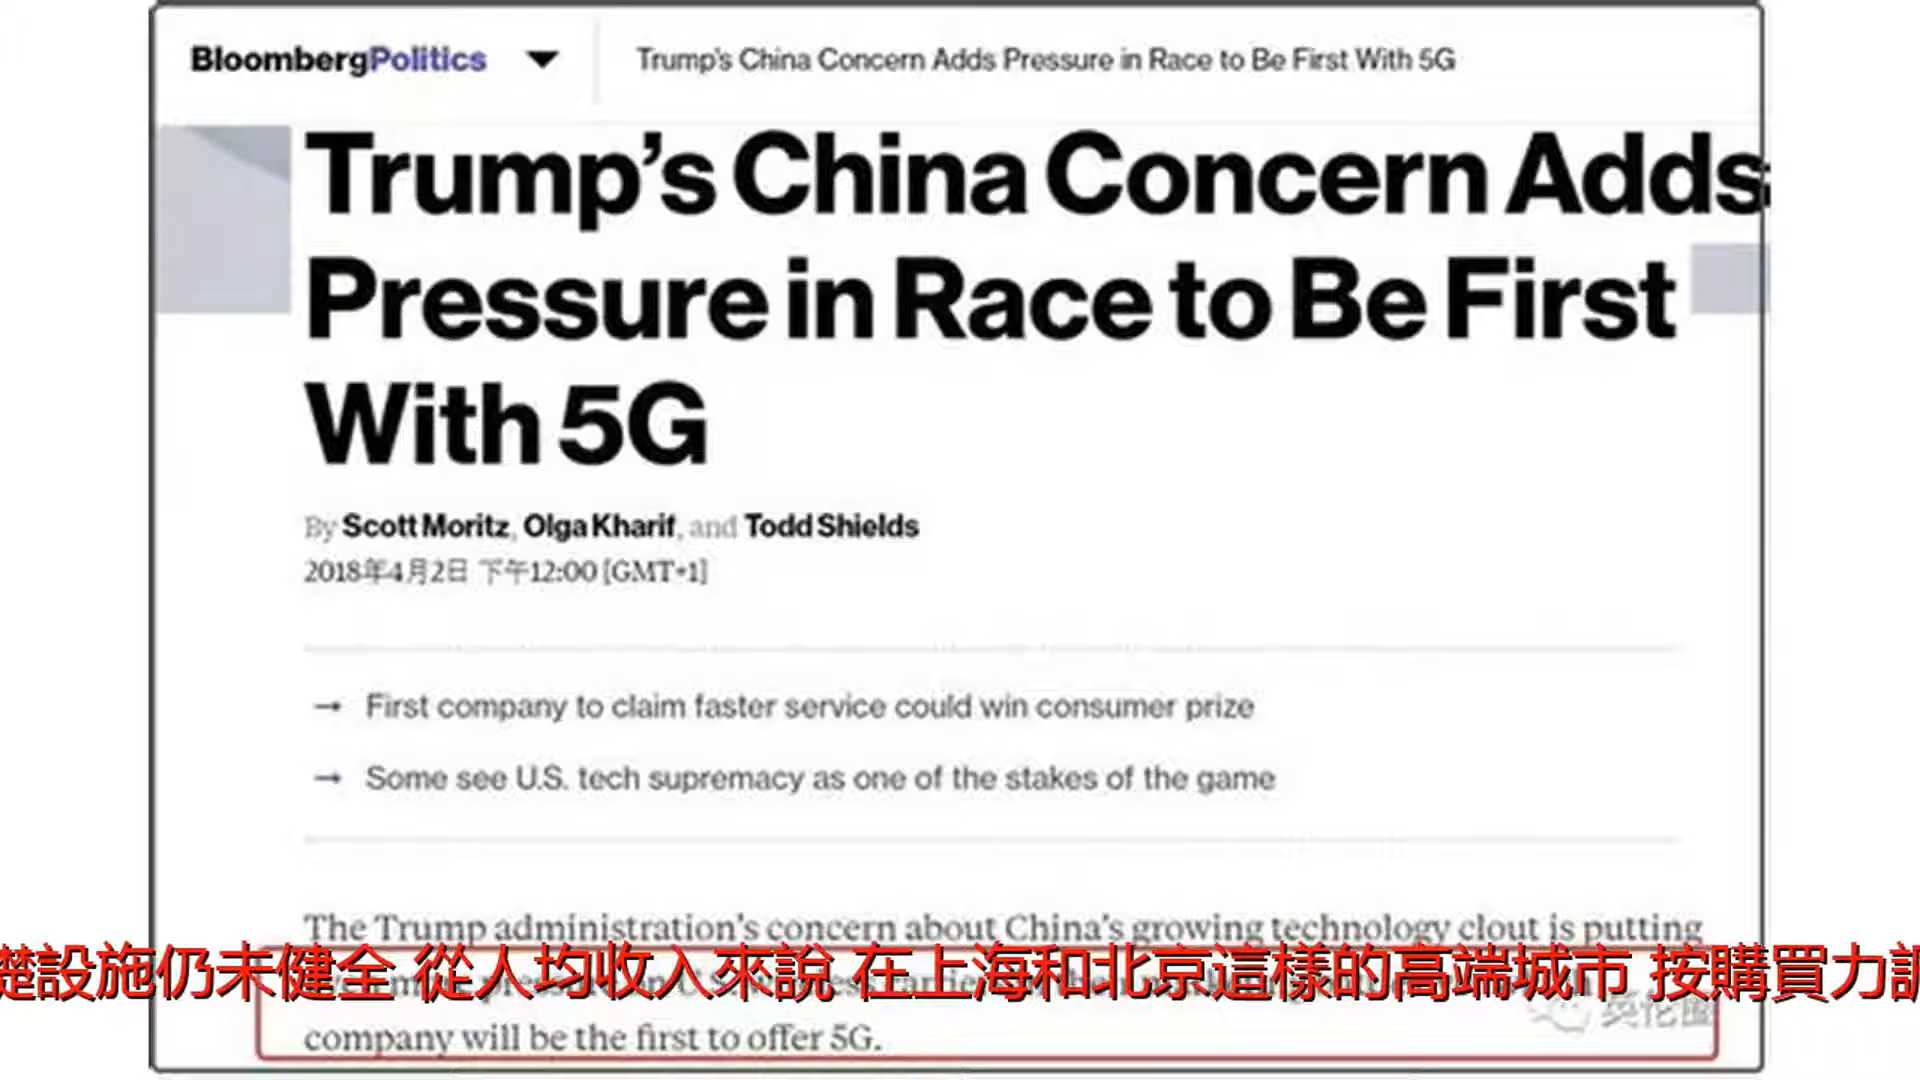 BloombergPolitics
Trump's China Concern Adds Pressure in Race to Be First With 5G
Trump's China Concern Adds
Pressure in Race to Be First
With 5G
By Scott Moritz, Olga Kharif, and Todd Shields
2018年4月2日 下午12:00 [GMT+1]
→ First company to claim faster service could win consumer prize
→ Some see U.S. tech supremacy as one of the stakes of the game
The Trump administration's concern about China's growing technology clout is putting
礎設施仍未健全 從人均收入來說 在上海和北京這樣的高端城市 按購買力
英伦圈
company will be the first to offer 5G.